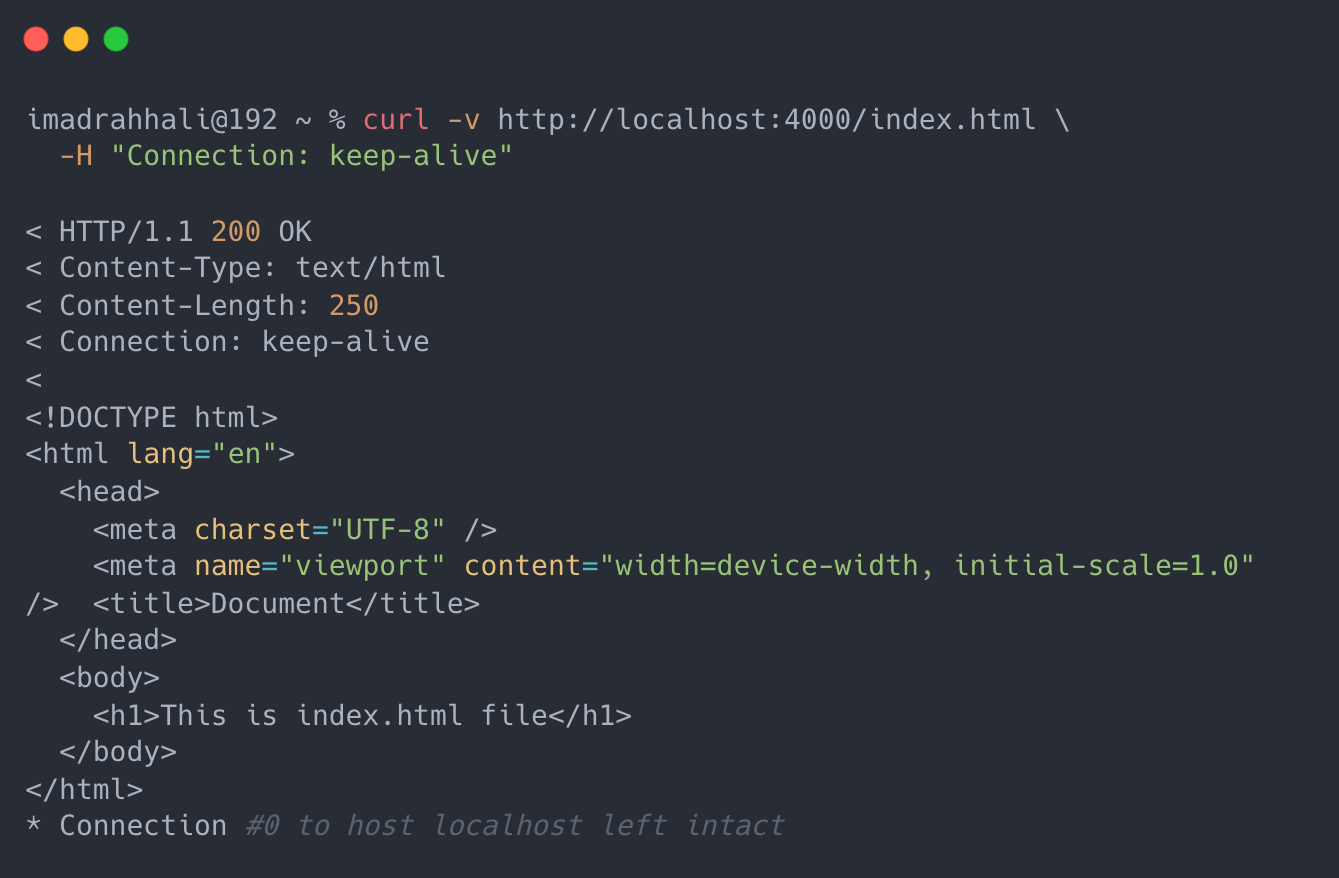 imadrahhali@192 ~ % curl -v http://localhost:4000/index.html \
  -H "Connection: keep-alive"

< HTTP/1.1 200 OK
< Content-Type: text/html
< Content-Length: 250
< Connection: keep-alive
<
<!DOCTYPE html>
<html lang="en">
  <head>
    <meta charset="UTF-8" />
    <meta name="viewport" content="width=device-width, initial-scale=1.0"
/>  <title>Document</title>
  </head>
  <body>
    <h1>This is index.html file</h1>
  </body>
</html>
* Connection #0 to host localhost left intact